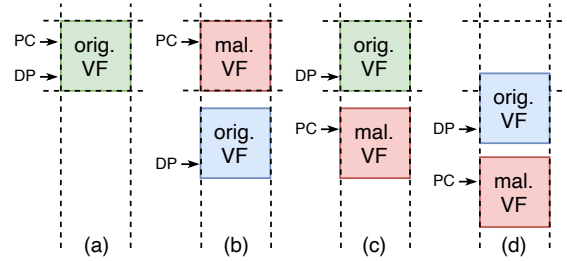 PC
DP
orig.
VF
(a)
PC
mal.
VF
DP
orig.
VF
(b)
DP
orig.
VF
PC
mal.
VF
(c)
DP
orig.
VF
PC
mal.
VF
(d)